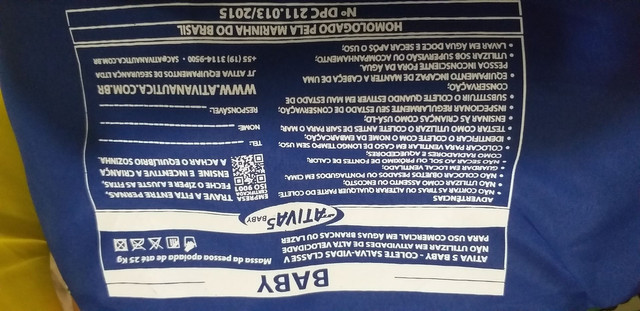 BABY
ATIVA 5 BABY - COLETE SALVA-VIDAS CLASSE V
PARA USO EM ATIVIDADES DE ALTA VELOCIDADE
NÃO COMERCIAL EM ÁGUAS BRANCAS OU LAZER
Massa da pessoa apoiada de até 25 Kg
ATIVA5 BABY
ADVERTÊNCIAS
• NÃO CORTAR AS FITAS OU ALTERAR QUALQUER PARTE DO COLETE;
• NÃO UTILIZAR COMO ASSENTO OU ENCOSTO;
• NÃO COLOCAR OBJETOS PESADOS OU PONTIAGUDOS EM CIMA;
• GUARDAR EM LOCAL VENTILADO;
• NÃO SECAR AO SOL OU PRÓXIMO DE FONTES DE CALOR,
COMO RADIADORES E AQUECEDORES;
• COLOCAR PARA VENTILAR EM CASO DE LONGO TEMPO SEM USO;
• IDENTIFICAR O COLETE COM O NOME DA EMBARCAÇÃO;
• TESTAR COMO UTILIZAR O COLETE ANTES DE SAIR PARA O MAR;
• ENSINAR ÀS CRIANÇAS COMO USÁ-LO;
• INSPECIONAR REGULARMENTE SEU ESTADO DE CONSERVAÇÃO;
• SUBSTITUIR O COLETE QUANDO ESTIVER EM MAU ESTADO DE
CONSERVAÇÃO;
• EQUIPAMENTO INCAPAZ DE MANTER A CABEÇA DE UMA
PESSOA INCONSCIENTE FORA DA ÁGUA.
• UTILIZAR SOB SUPERVISÃO OU ACOMPANHAMENTO;
• LAVAR EM ÁGUA DOCE E SECAR APÓS O USO;
EMPRESA
CERTIFICADA
ISO 9001
TRAVE A FITA ENTRE PERNAS,
FECHE O ZÍPER E AJUSTE AS FITAS.
ENSINE E INCENTIVE A CRIANÇA
A ACHAR O EQUILÍBRIO SOZINHA.
TEL:
NOME:
RESPONSÁVEL:
WWW.ATIVANAUTICA.COM.BR
JT ATIVA EQUIPAMENTOS DE SEGURANÇA LTDA
+55 (19) 3114-9500 • SAC@ATIVANAUTICA.COM.BR
HOMOLOGADO PELA MARINHA DO BRASIL
Nº DPC 211.013/2015